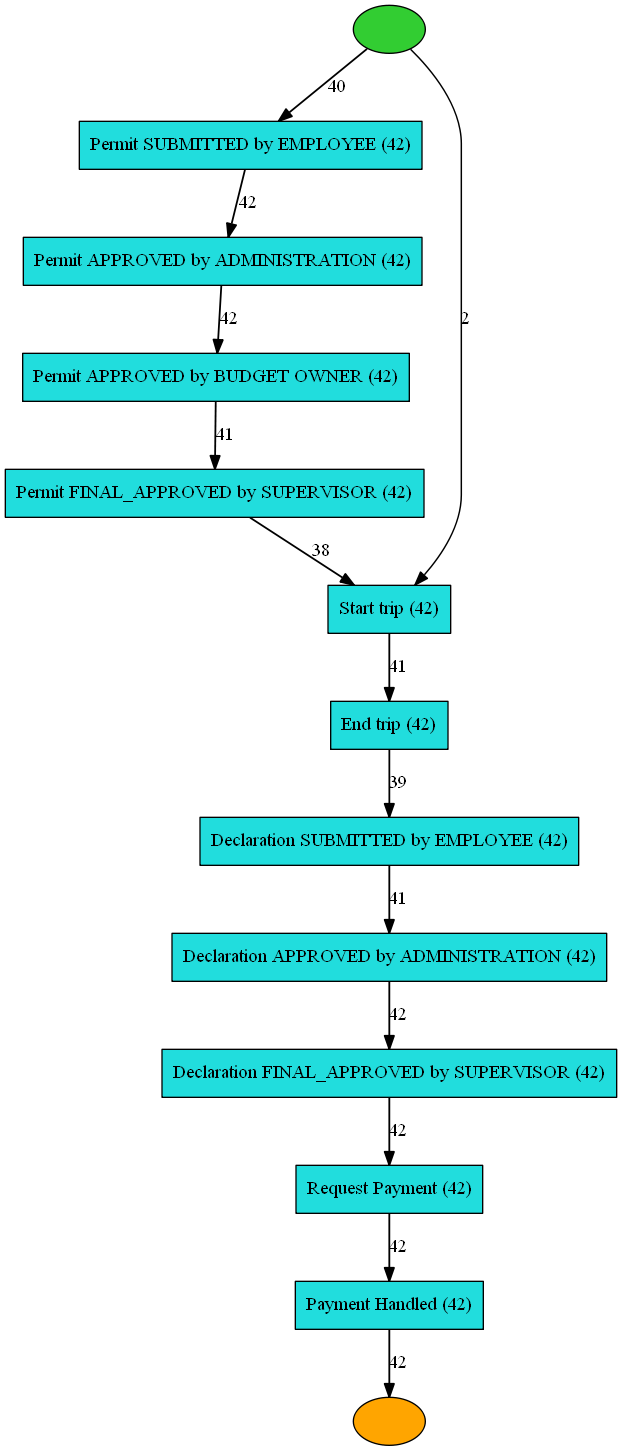 40
Permit SUBMITTED by EMPLOYEE (42)
42
Permit APPROVED by ADMINISTRATION (42)
42
2
Permit APPROVED by BUDGET OWNER (42)
41
Permit FINAL_APPROVED by SUPERVISOR (42)
38
Start trip (42)
41
End trip (42)
39
Declaration SUBMITTED by EMPLOYEE (42)
41
Declaration APPROVED by ADMINISTRATION (42)
42
Declaration FINAL_APPROVED by SUPERVISOR (42)
42
Request Payment (42)
42
Payment Handled (42)
42